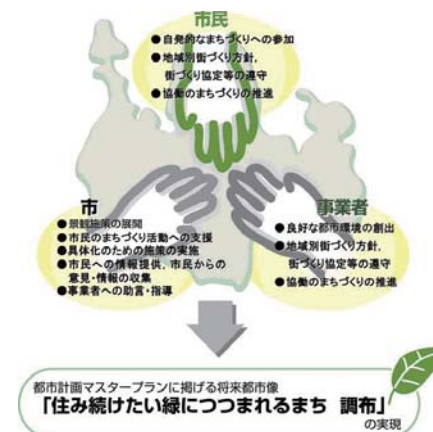 市民
●自発的なまちづくりへの参加
●地域別街づくり方針，
街づくり協定等の遵守
●協働のまちづくりの推進
市
●景観施策の展開
●市民のまちづくり活動への支援
●具体化のための施策の実施
●市民への情報提供、市民からの
意見・情報の収集
●事業者への助言・指導
事業者
●良好な都市環境の創出
●地域別街づくり方針，
街づくり協定等の遵守
●協働のまちづくりの推進
都市計画マスタープランに掲げる将来都市像
「住み続けたい緑につつまれるまち 調布」
の実現